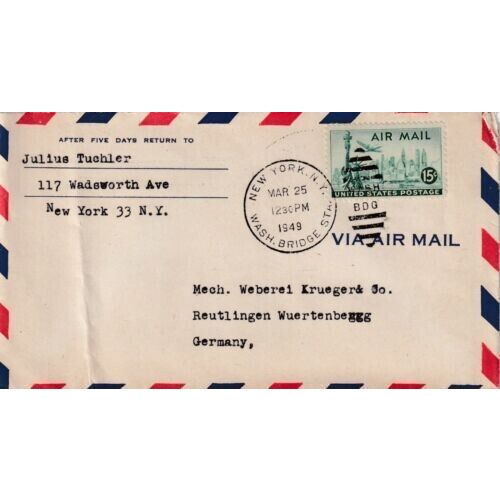 AFTER FIVE DAYS RETURN TO
Julius Tuchler
117 Wadsworth Ave
New York 33 N.Y.
NEW YORK, N.Y.
MAR 25
1230PM
1949
WASH. BRIDGE STA.
AIR MAIL
15¢
UNITED STATES POSTAGE
BDG
VIA AIR MAIL
Mech. Weberei Krueger& Co.
Reutlingen Wuertenberg
Germany,